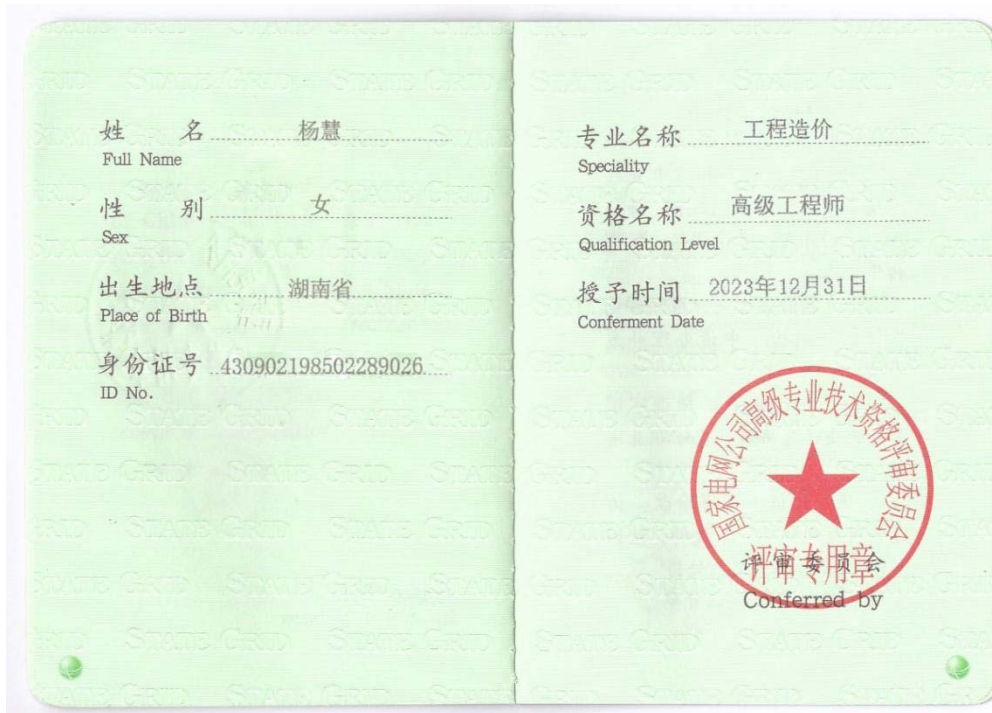 姓名 杨慧
Full Name
性别 女
Sex
出生地点 湖南省
Place of Birth
身份证号 430902198502289026
ID No.
专业名称 工程造价
Speciality
资格名称 高级工程师
Qualification Level
授予时间 2023年12月31日
Conferment Date
国家电网公司高级专业技术资格评审委员会
评审专用章
评审委员会
Conferred by
STATE GRID